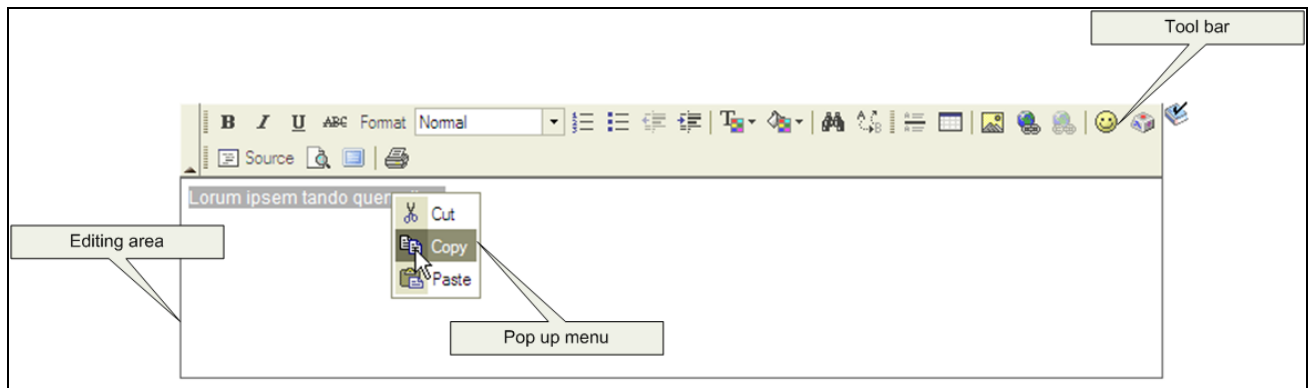 Tool bar
B I U ABC Format Normal
Source
Lorum ipsem tando quer
Cut
Editing area
Copy
Paste
Pop up menu